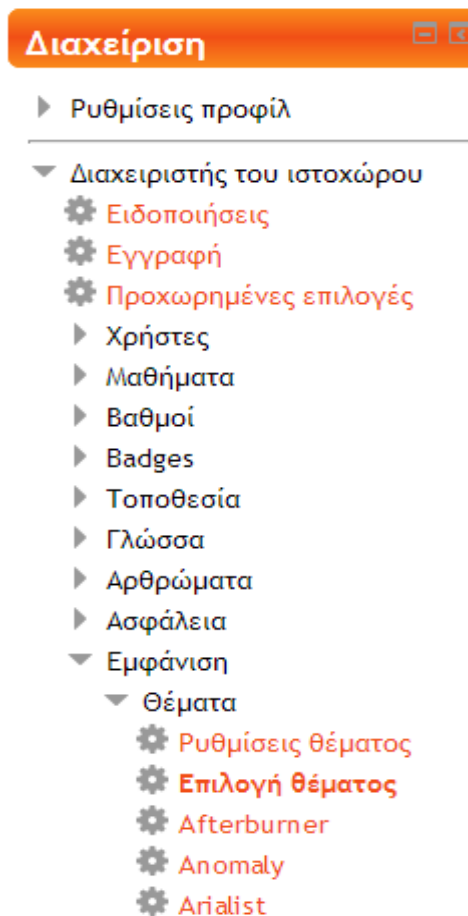 Διαχείριση
Ρυθμίσεις προφίλ
Διαχειριστής του ιστοχώρου
Ειδοποιήσεις
Εγγραφή
Προχωρημένες επιλογές
Χρήστες
Μαθήματα
Βαθμοί
Badges
Τοποθεσία
Γλώσσα
Αρθρώματα
Ασφάλεια
Εμφάνιση
Θέματα
Ρυθμίσεις θέματος
Επιλογή θέματος
Afterburner
Anomaly
Arialist